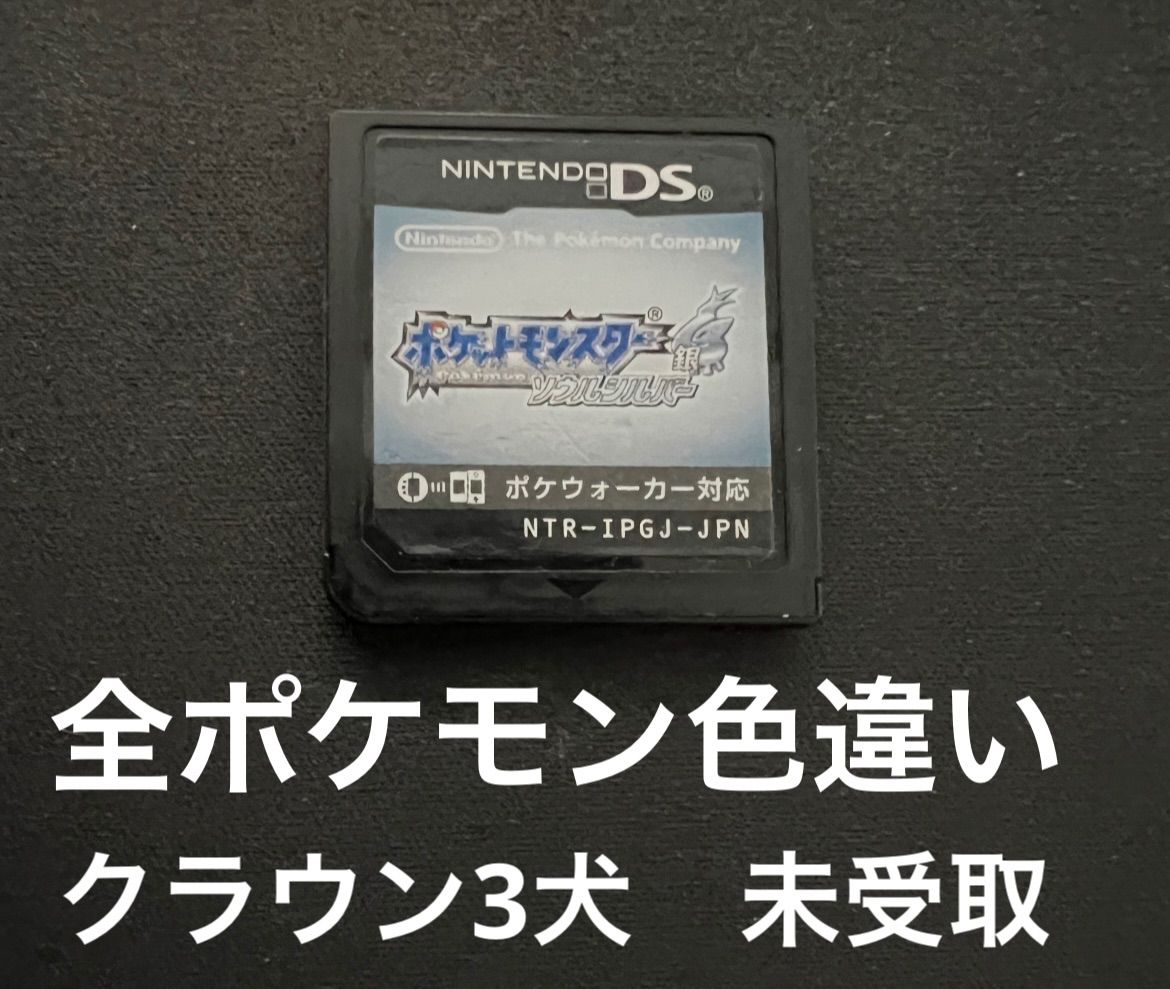 NINTENDO DS®
Nintendo The Pokémon Company
ポケットモンスター®
銀
ソウルシルバー
ポケウォーカー対応
NTR-IPGJ-JPN
全ポケモン色違い
クラウン3犬 未受取